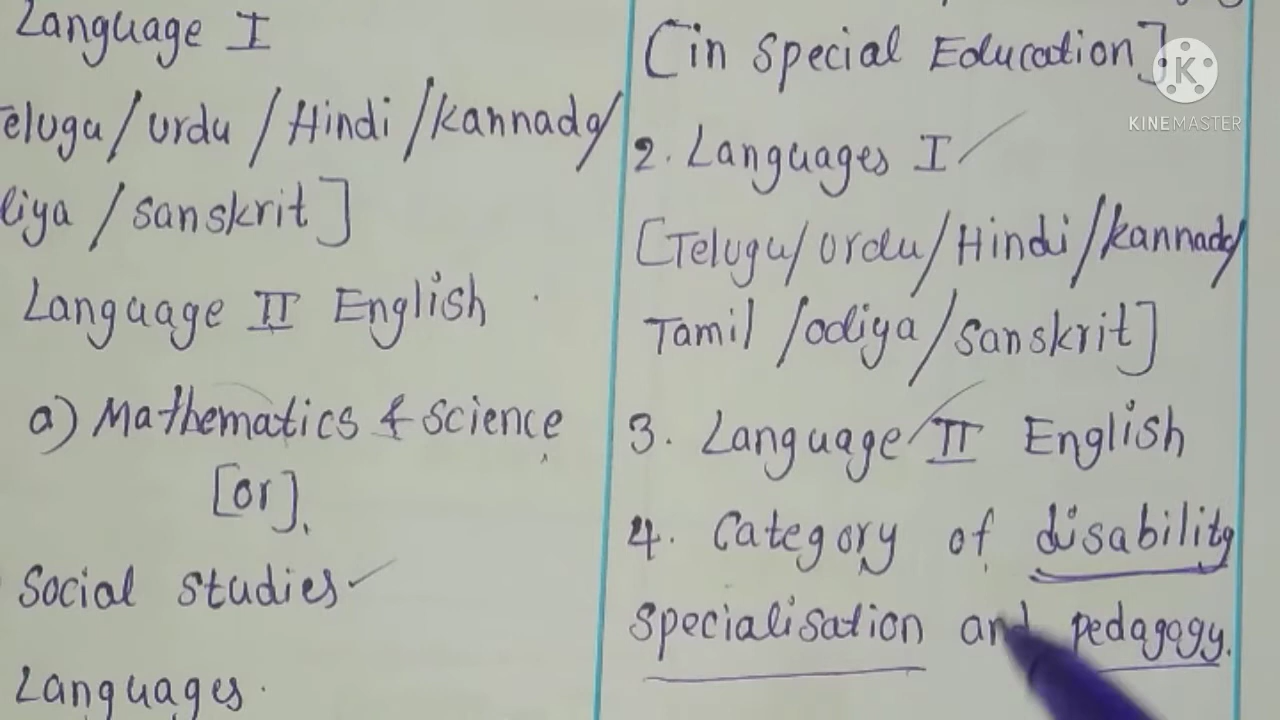 Language I
eluga/urdu/Hindi/kannada/
liya/sanskrit]
Language II English
a) Mathematics & science
[or]
Social studies
Languages.
[in special Education]
2. Languages I
[Telugu/urdu/Hindi/kannada/
Tamil/odiya/sanskrit]
3. Language II English
4. Category of disability
specialisation and pedagogy.
K
KINEMASTER